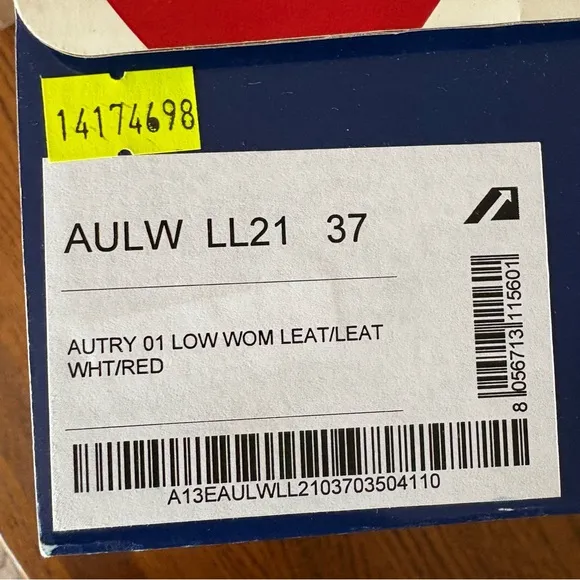 14174698
AULW LL21 37
AUTRY 01 LOW WOM LEAT/LEAT
WHT/RED
8 056713 115601
A13EAULWLL2103703504110